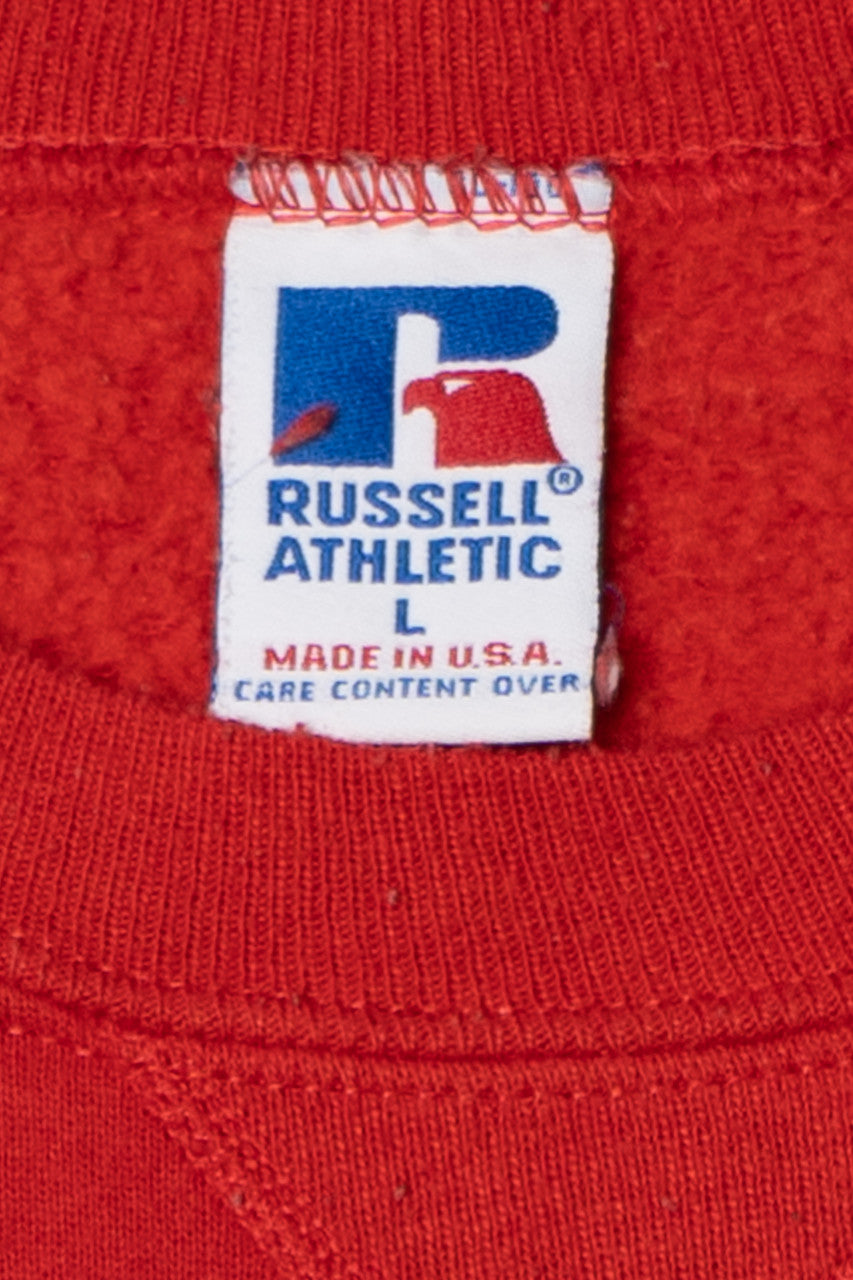 RUSSELL®
ATHLETIC
L
MADE IN U.S.A.
CARE CONTENT OVER